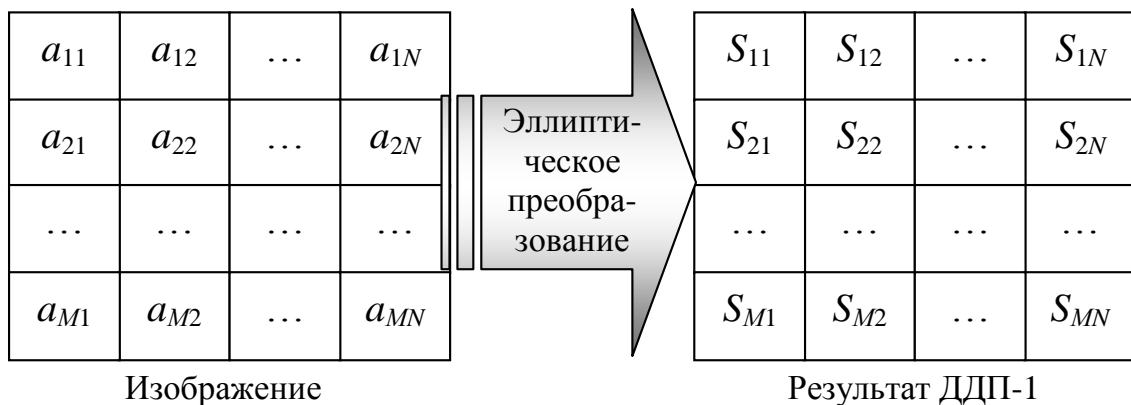 a11 a12 … a1N
a21 a22 … a2N
… … … …
aM1 aM2 … aMN
Изображение
Эллипти-
ческое
преобра-
зование
S11 S12 … S1N
S21 S22 … S2N
… … … …
SM1 SM2 … SMN
Результат ДДП-1